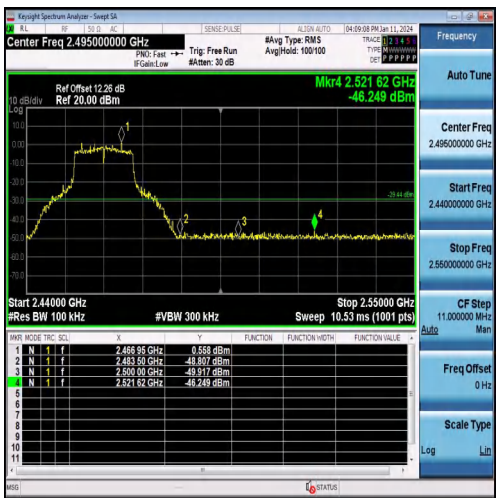 Keysight Spectrum Analyzer - Swept SA
RL RF 50 Ω AC SENSE:PULSE ALIGN AUTO 04:09:08 PM Jan 11, 2024
Center Freq 2.495000000 GHz
PNO: Fast
IFGain:Low
Trig: Free Run
#Atten: 30 dB
#Avg Type: RMS
Avg|Hold: 100/100
TRACE 1 2 3 4 5 6
TYPE M W W W W W
DET P P P P P P
Ref Offset 12.26 dB
10 dB/div Ref 20.00 dBm
Mkr4 2.521 62 GHz
-46.249 dBm
Log
10.0
0.00
-10.0
-20.0
-30.0
-40.0
-50.0
-60.0
-70.0
1
2
3
4
-29.44 dBm
Start 2.44000 GHz Stop 2.55000 GHz
#Res BW 100 kHz #VBW 300 kHz Sweep 10.53 ms (1001 pts)
MKR MODE TRC SCL X Y FUNCTION FUNCTION WIDTH FUNCTION VALUE
1 N 1 f 2.466 95 GHz 0.558 dBm
2 N 1 f 2.483 50 GHz -48.807 dBm
3 N 1 f 2.500 00 GHz -49.917 dBm
4 N 1 f 2.521 62 GHz -46.249 dBm
5
6
7
8
9
10
11
MSG STATUS
Frequency
Auto Tune
Center Freq
2.495000000 GHz
Start Freq
2.440000000 GHz
Stop Freq
2.550000000 GHz
CF Step
11.000000 MHz
Auto Man
Freq Offset
0 Hz
Scale Type
Log Lin